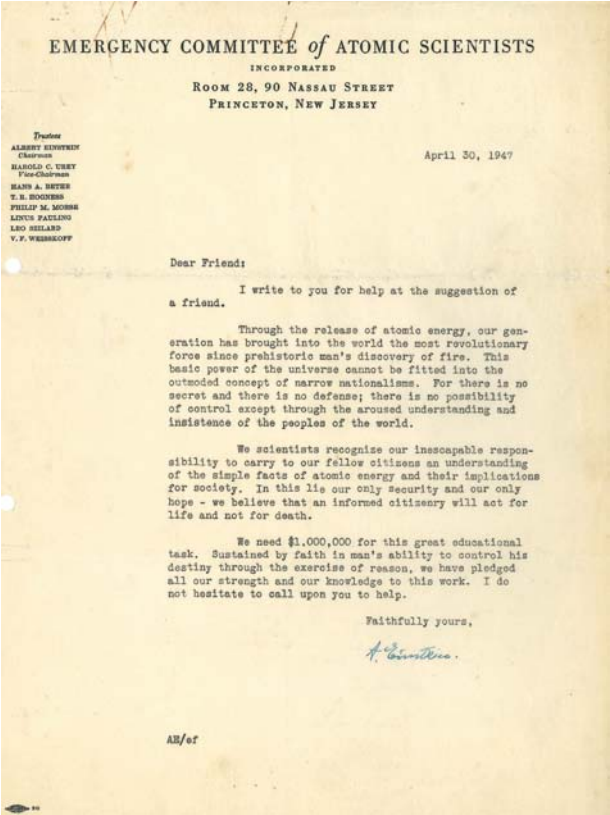 EMERGENCY COMMITTEE of ATOMIC SCIENTISTS
INCORPORATED
ROOM 28, 90 NASSAU STREET
PRINCETON, NEW JERSEY
Trustees
ALBERT EINSTEIN
Chairman
HAROLD C. UREY
Vice-Chairman
HANS A. BETHE
T. R. HOGNESS
PHILIP M. MORSE
LINUS PAULING
LEO SZILARD
V. F. WEISSKOPF
April 30, 1947
Dear Friend:
I write to you for help at the suggestion of
a friend.
Through the release of atomic energy, our gen-
eration has brought into the world the most revolutionary
force since prehistoric man's discovery of fire. This
basic power of the universe cannot be fitted into the
outmoded concept of narrow nationalisms. For there is no
secret and there is no defense; there is no possibility
of control except through the aroused understanding and
insistence of the peoples of the world.
We scientists recognize our inescapable respon-
sibility to carry to our fellow citizens an understanding
of the simple facts of atomic energy and their implications
for society. In this lie our only security and our only
hope - we believe that an informed citizenry will act for
life and not for death.
We need $1,000,000 for this great educational
task. Sustained by faith in man's ability to control his
destiny through the exercise of reason, we have pledged
all our strength and our knowledge to this work. I do
not hesitate to call upon you to help.
Faithfully yours,
A. Einstein.
AE/ef